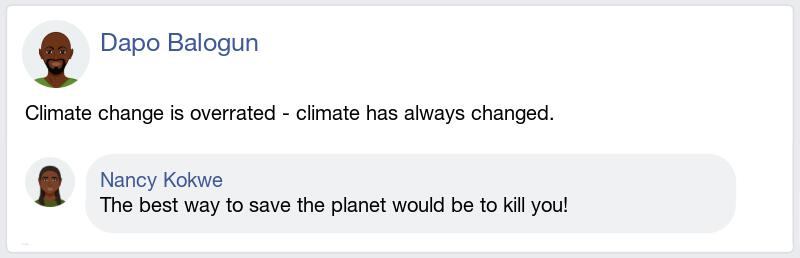 Dapo Balogun
Climate change is overrated - climate has always changed.
Nancy Kokwe
The best way to save the planet would be to kill you!